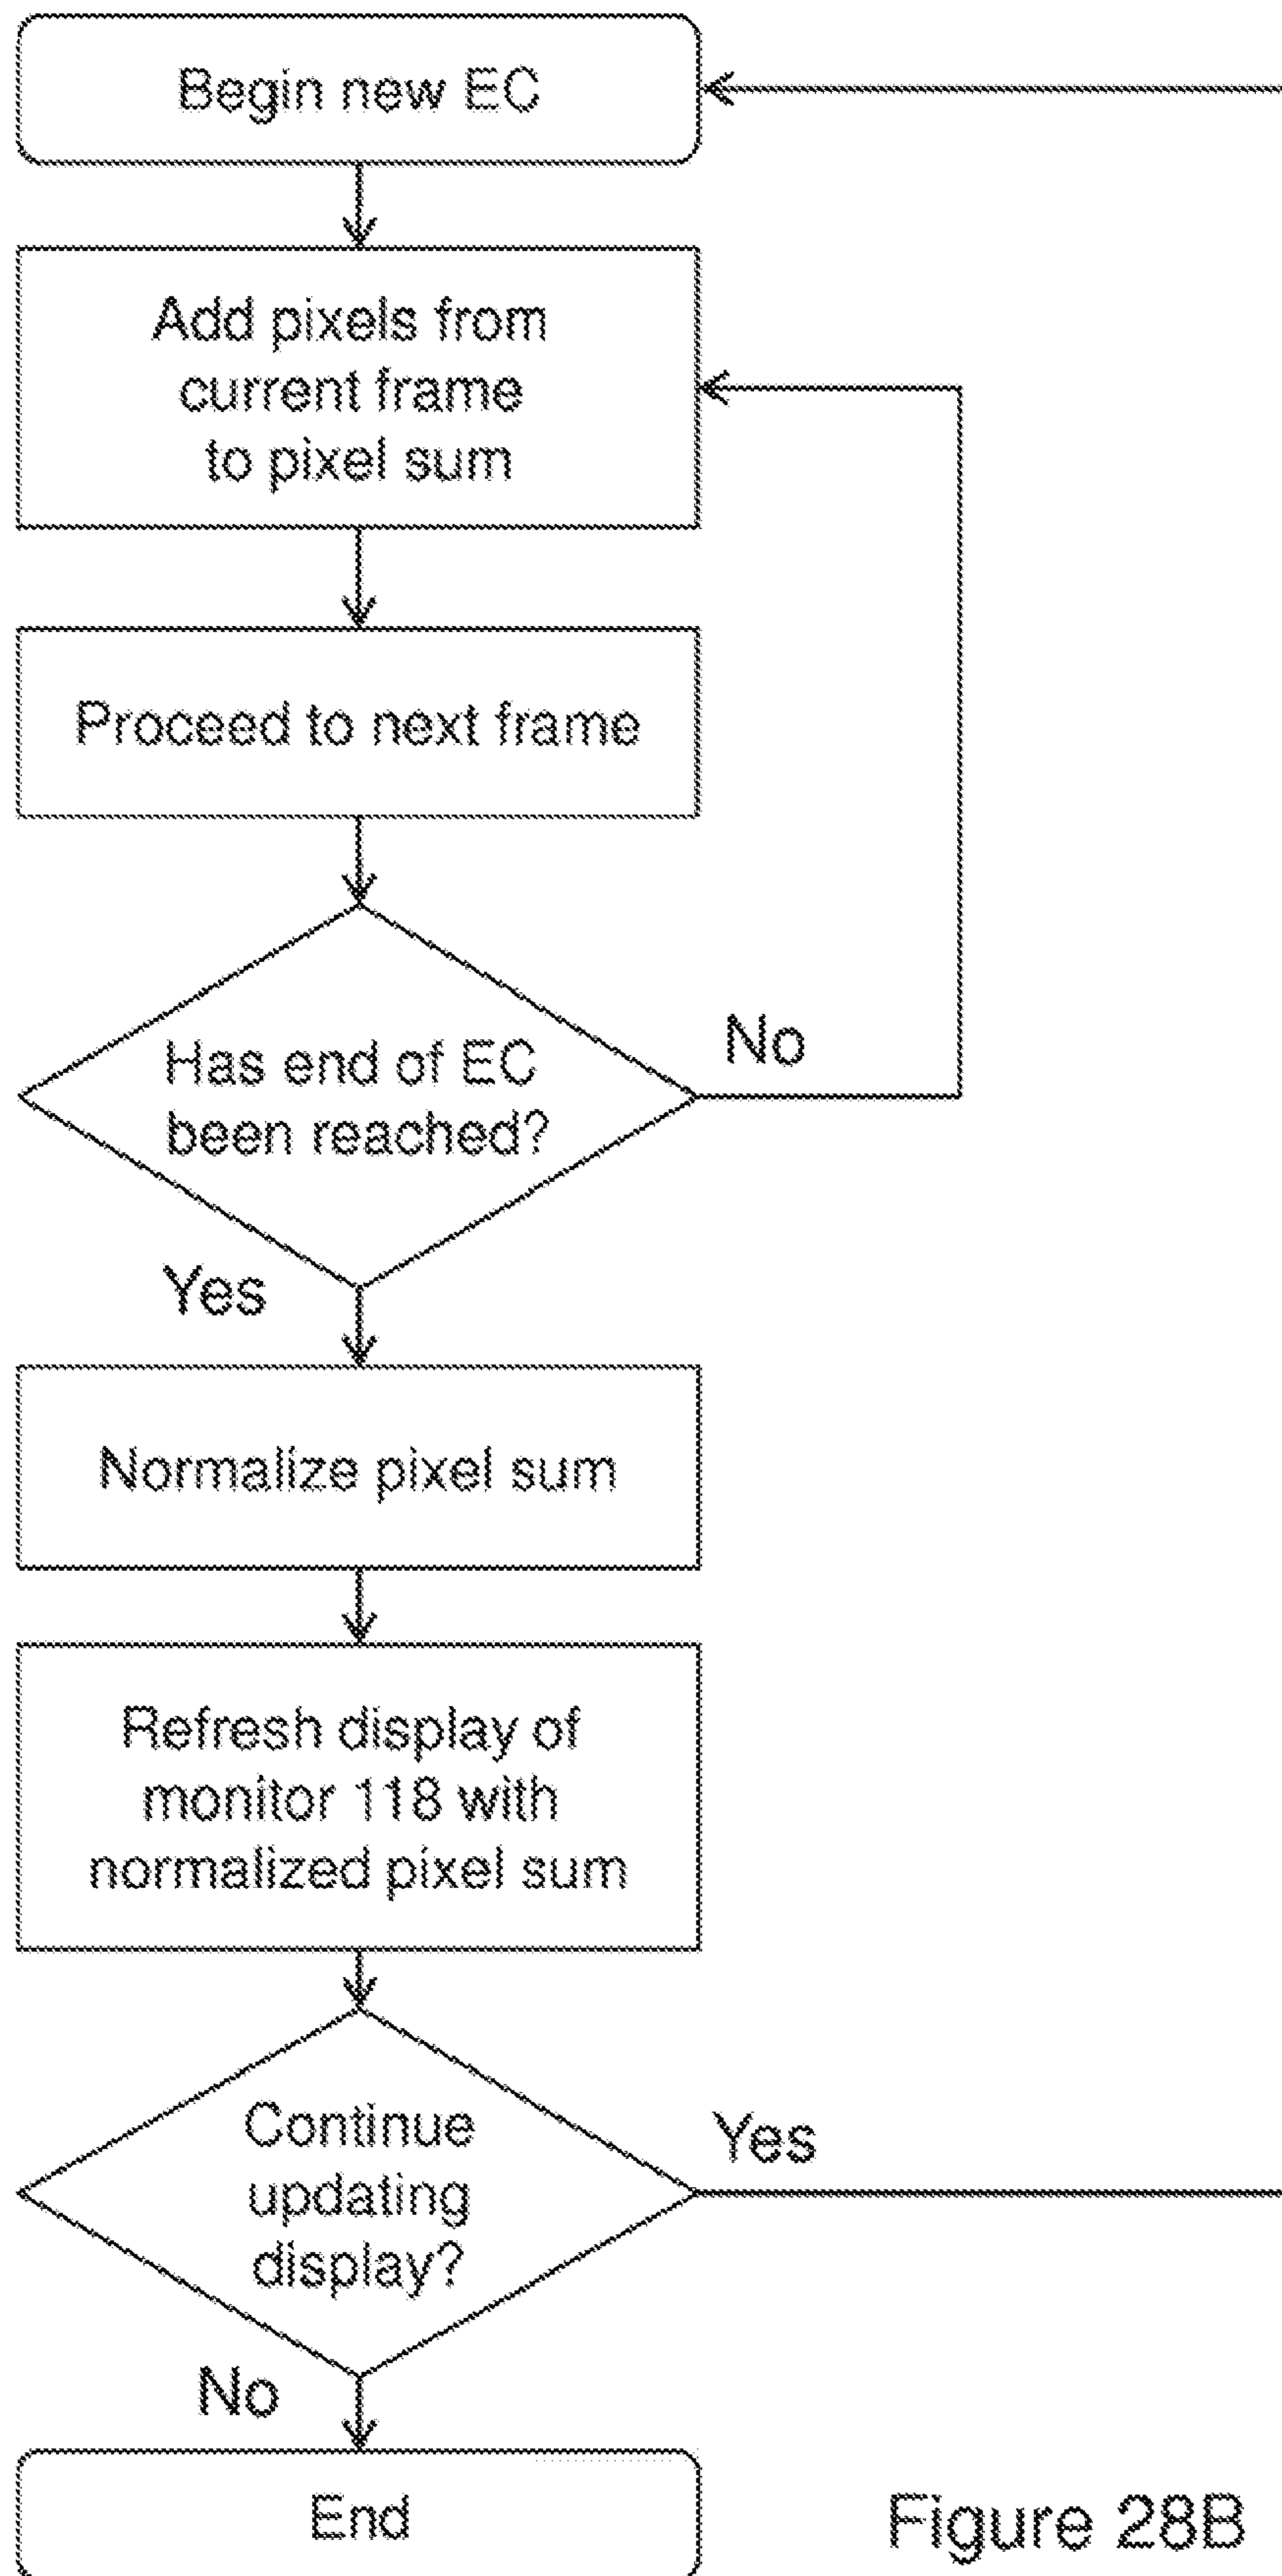 Begin new EC
Add pixels from
current frame
to pixel sum
Proceed to next frame
Has end of EC
been reached?
No
Yes
Normalize pixel sum
Refresh display of
monitor 118 with
normalized pixel sum
Continue
updating
display?
Yes
No
End
Figure 28B